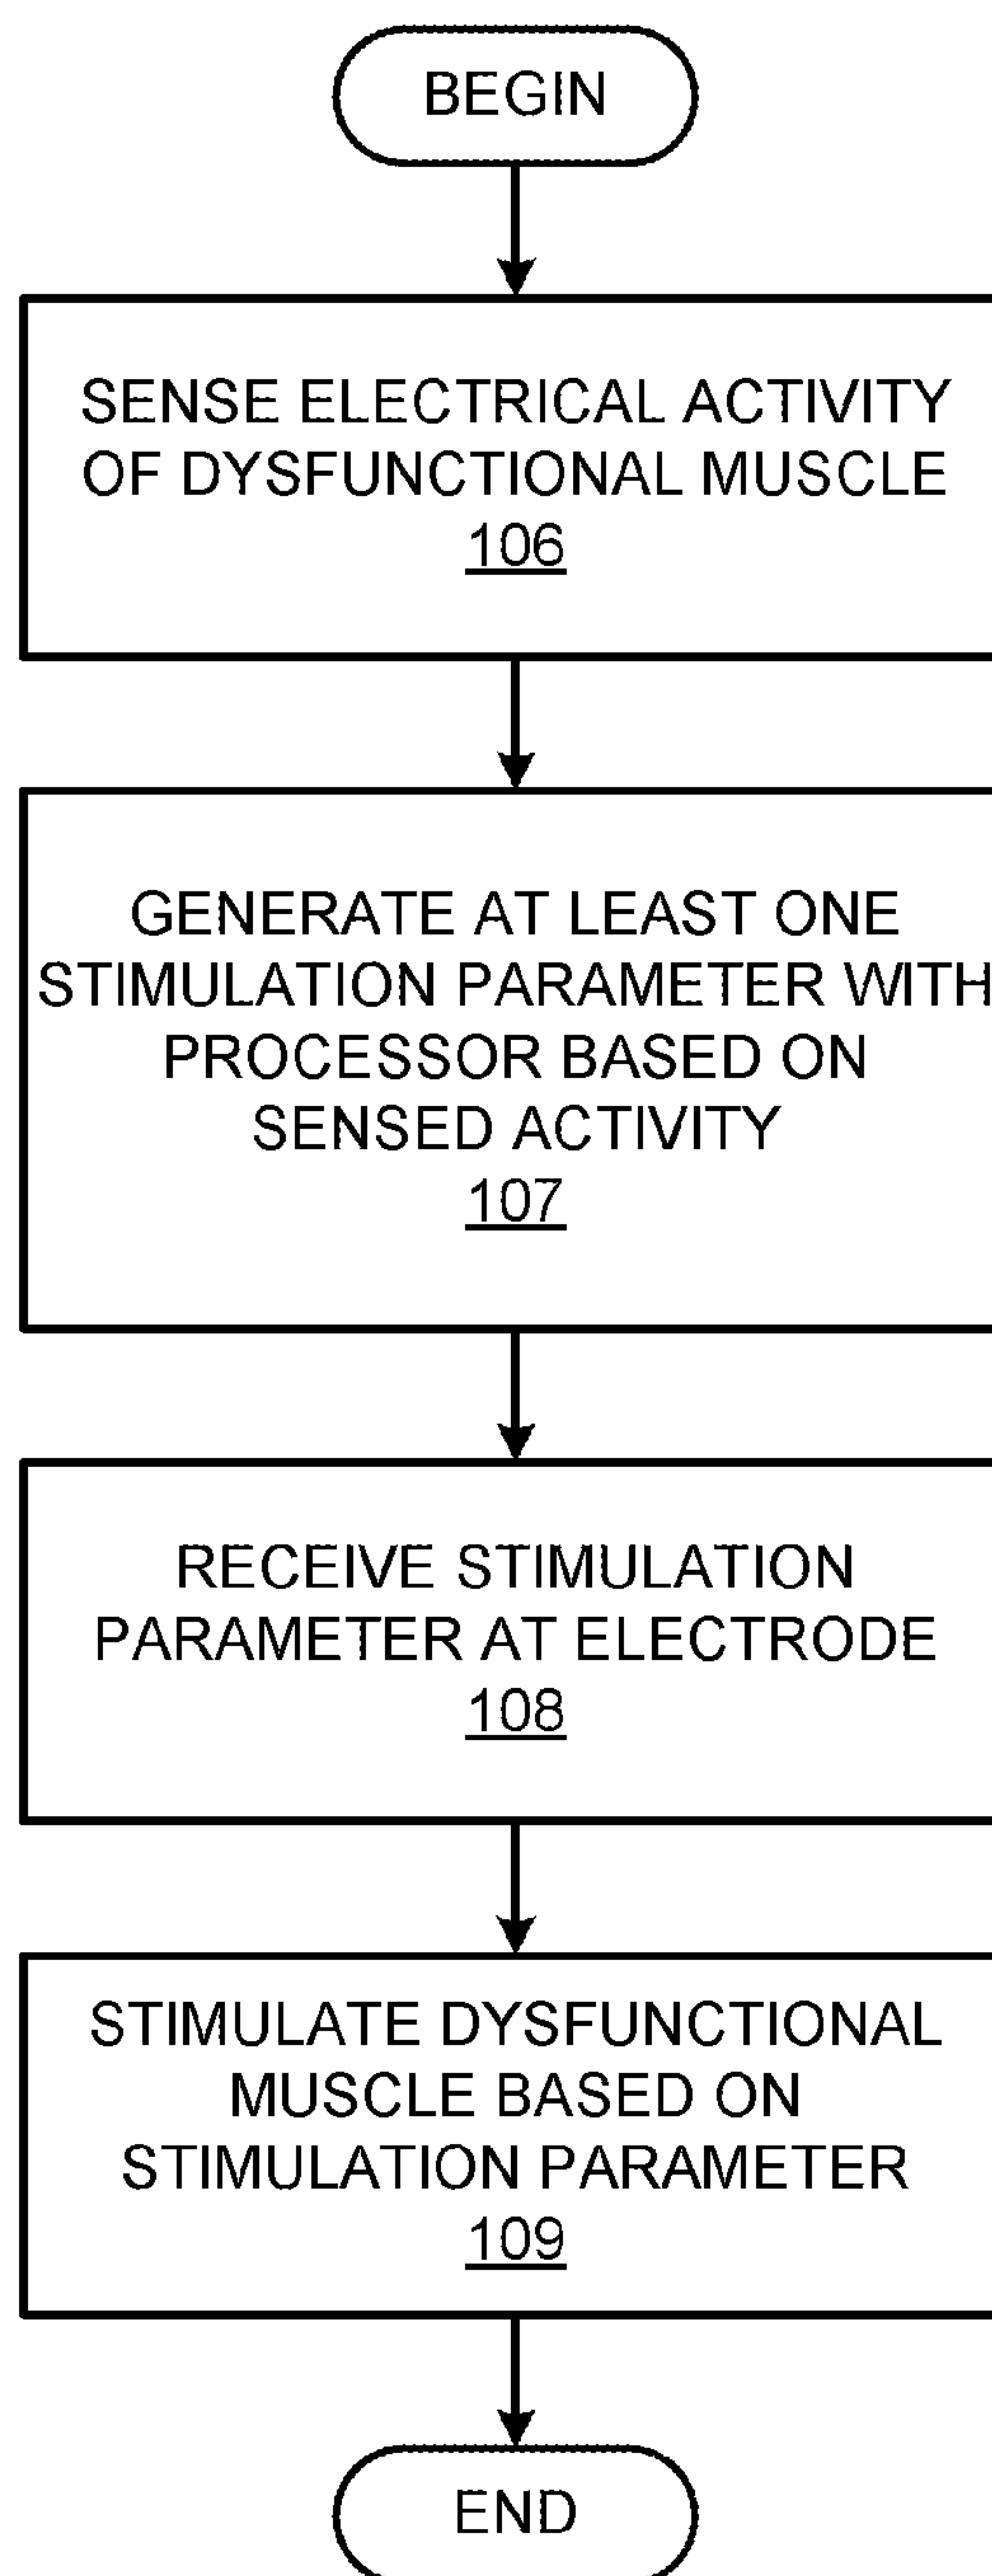 BEGIN
SENSE ELECTRICAL ACTIVITY
OF DYSFUNCTIONAL MUSCLE
106
GENERATE AT LEAST ONE
STIMULATION PARAMETER WITH
PROCESSOR BASED ON
SENSED ACTIVITY
107
RECEIVE STIMULATION
PARAMETER AT ELECTRODE
108
STIMULATE DYSFUNCTIONAL
MUSCLE BASED ON
STIMULATION PARAMETER
109
END